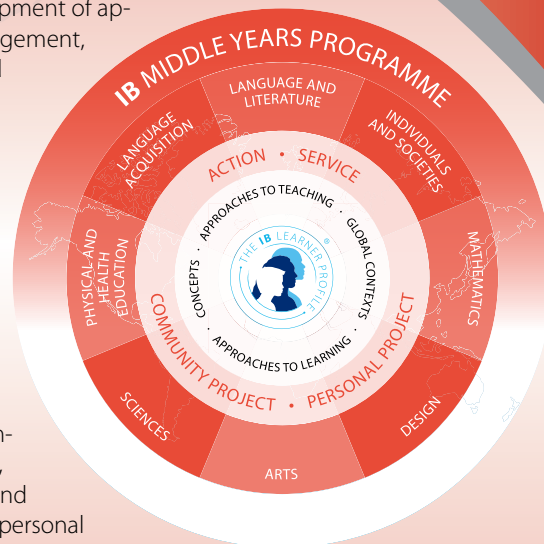 pment of ap-
gement,
IB MIDDLE YEARS PROGRAMME
LANGUAGE AND
LITERATURE
INDIVIDUALS
AND SOCIETIES
MATHEMATICS
DESIGN
ARTS
SCIENCES
PHYSICAL AND
HEALTH
EDUCATION
LANGUAGE
ACQUISITION
ACTION • SERVICE
PERSONAL PROJECT
COMMUNITY PROJECT •
APPROACHES TO TEACHING ·
GLOBAL CONTEXTS ·
APPROACHES TO LEARNING ·
CONCEPTS ·
THE IB LEARNER PROFILE ®
n-
,
nd
personal